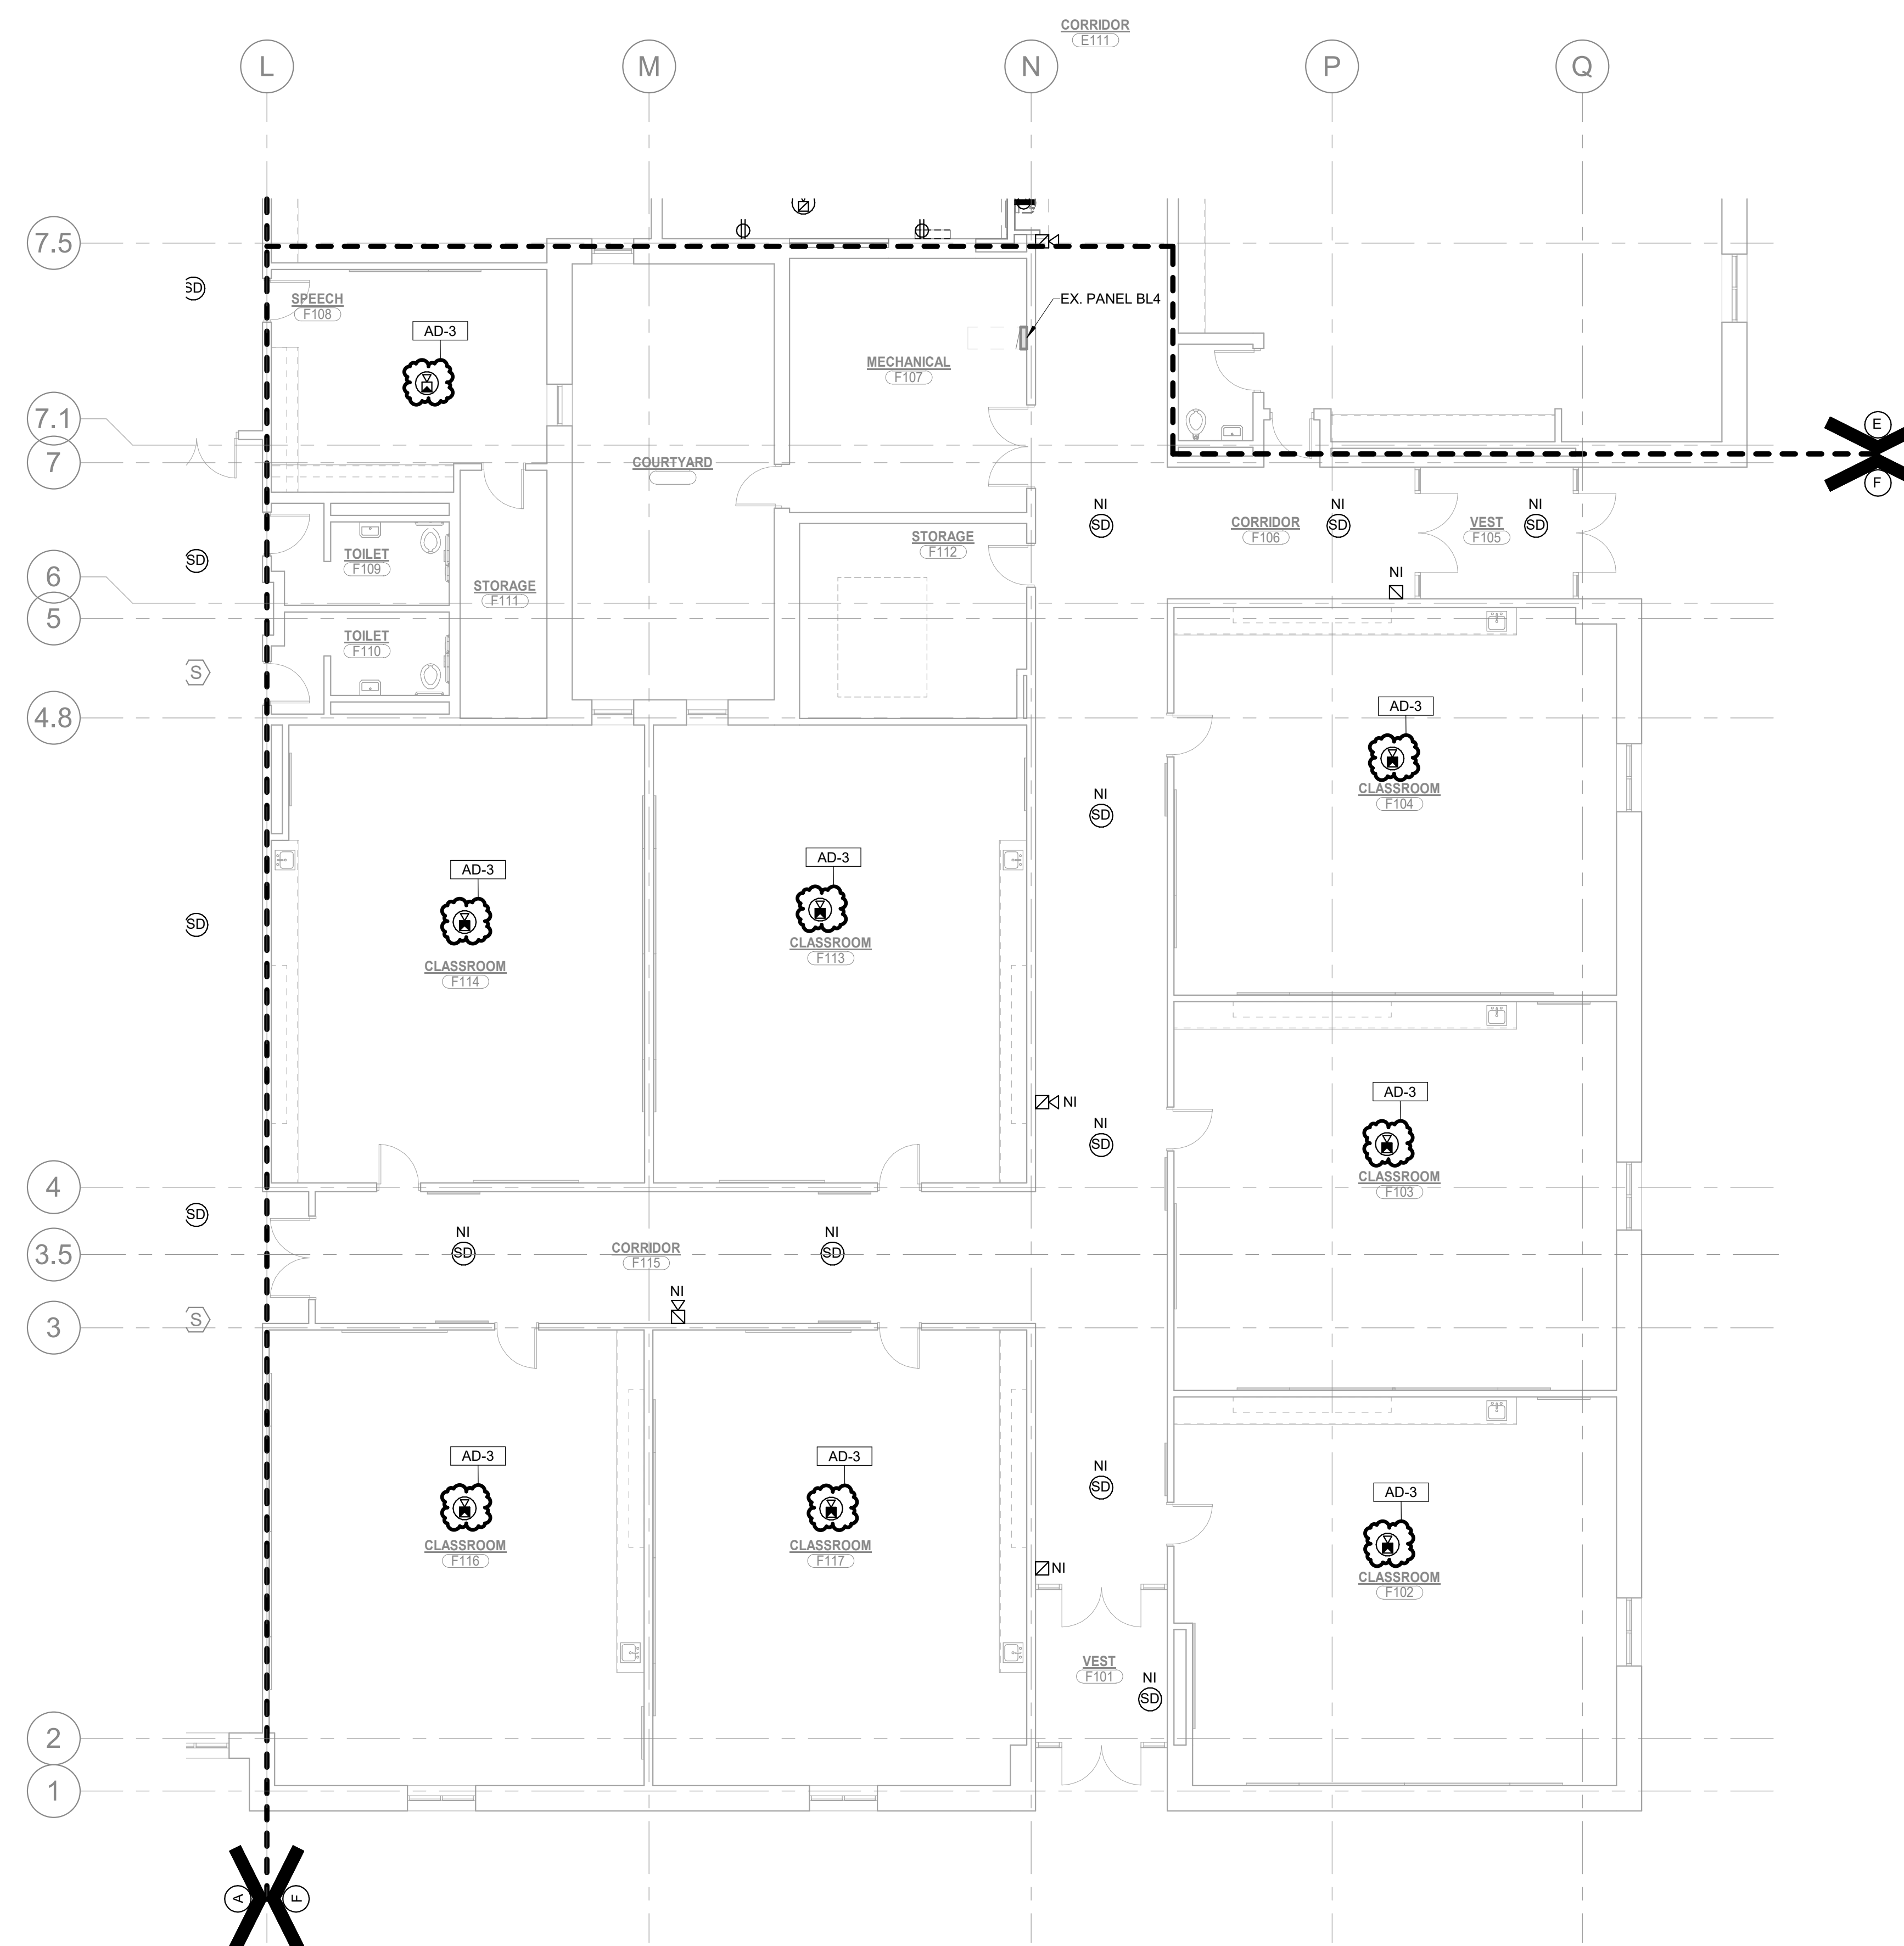 CORRIDOR
E111
L
M
N
P
Q
7.5
SD
SPEECH
F108
AD-3
EX. PANEL BL4
MECHANICAL
F107
7.1
7
COURTYARD
E
F
NI
SD
CORRIDOR
F106
NI
SD
VEST
F105
NI
SD
STORAGE
F112
TOILET
F109
SD
STORAGE
F111
6
5
NI
TOILET
F110
S
4.8
AD-3
CLASSROOM
F104
NI
SD
AD-3
CLASSROOM
F114
AD-3
CLASSROOM
F113
SD
NI
NI
SD
AD-3
CLASSROOM
F103
4
SD
3.5
NI
SD
CORRIDOR
F115
NI
SD
NI
S
3
AD-3
CLASSROOM
F116
AD-3
CLASSROOM
F117
NI
SD
AD-3
CLASSROOM
F102
NI
VEST
F101
NI
SD
2
1
A
F